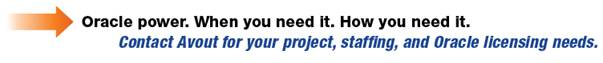 Oracle power. When you need it. How you need it.
Contact Avout for your project, staffing, and Oracle licensing needs.